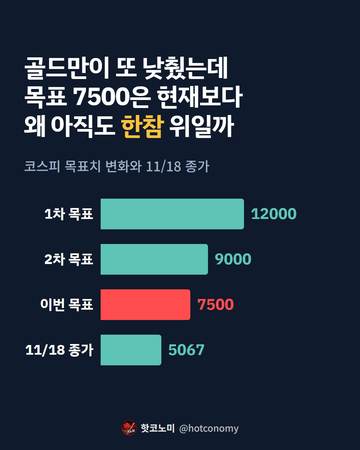 골드만이 또 낮췄는데
목표 7500은 현재보다
왜 아직도 한참 위일까
코스피 목표치 변화와 11/18 종가
1차 목표 12000
2차 목표 9000
이번 목표 7500
11/18 종가 5067
핫코노미 @hotconomy